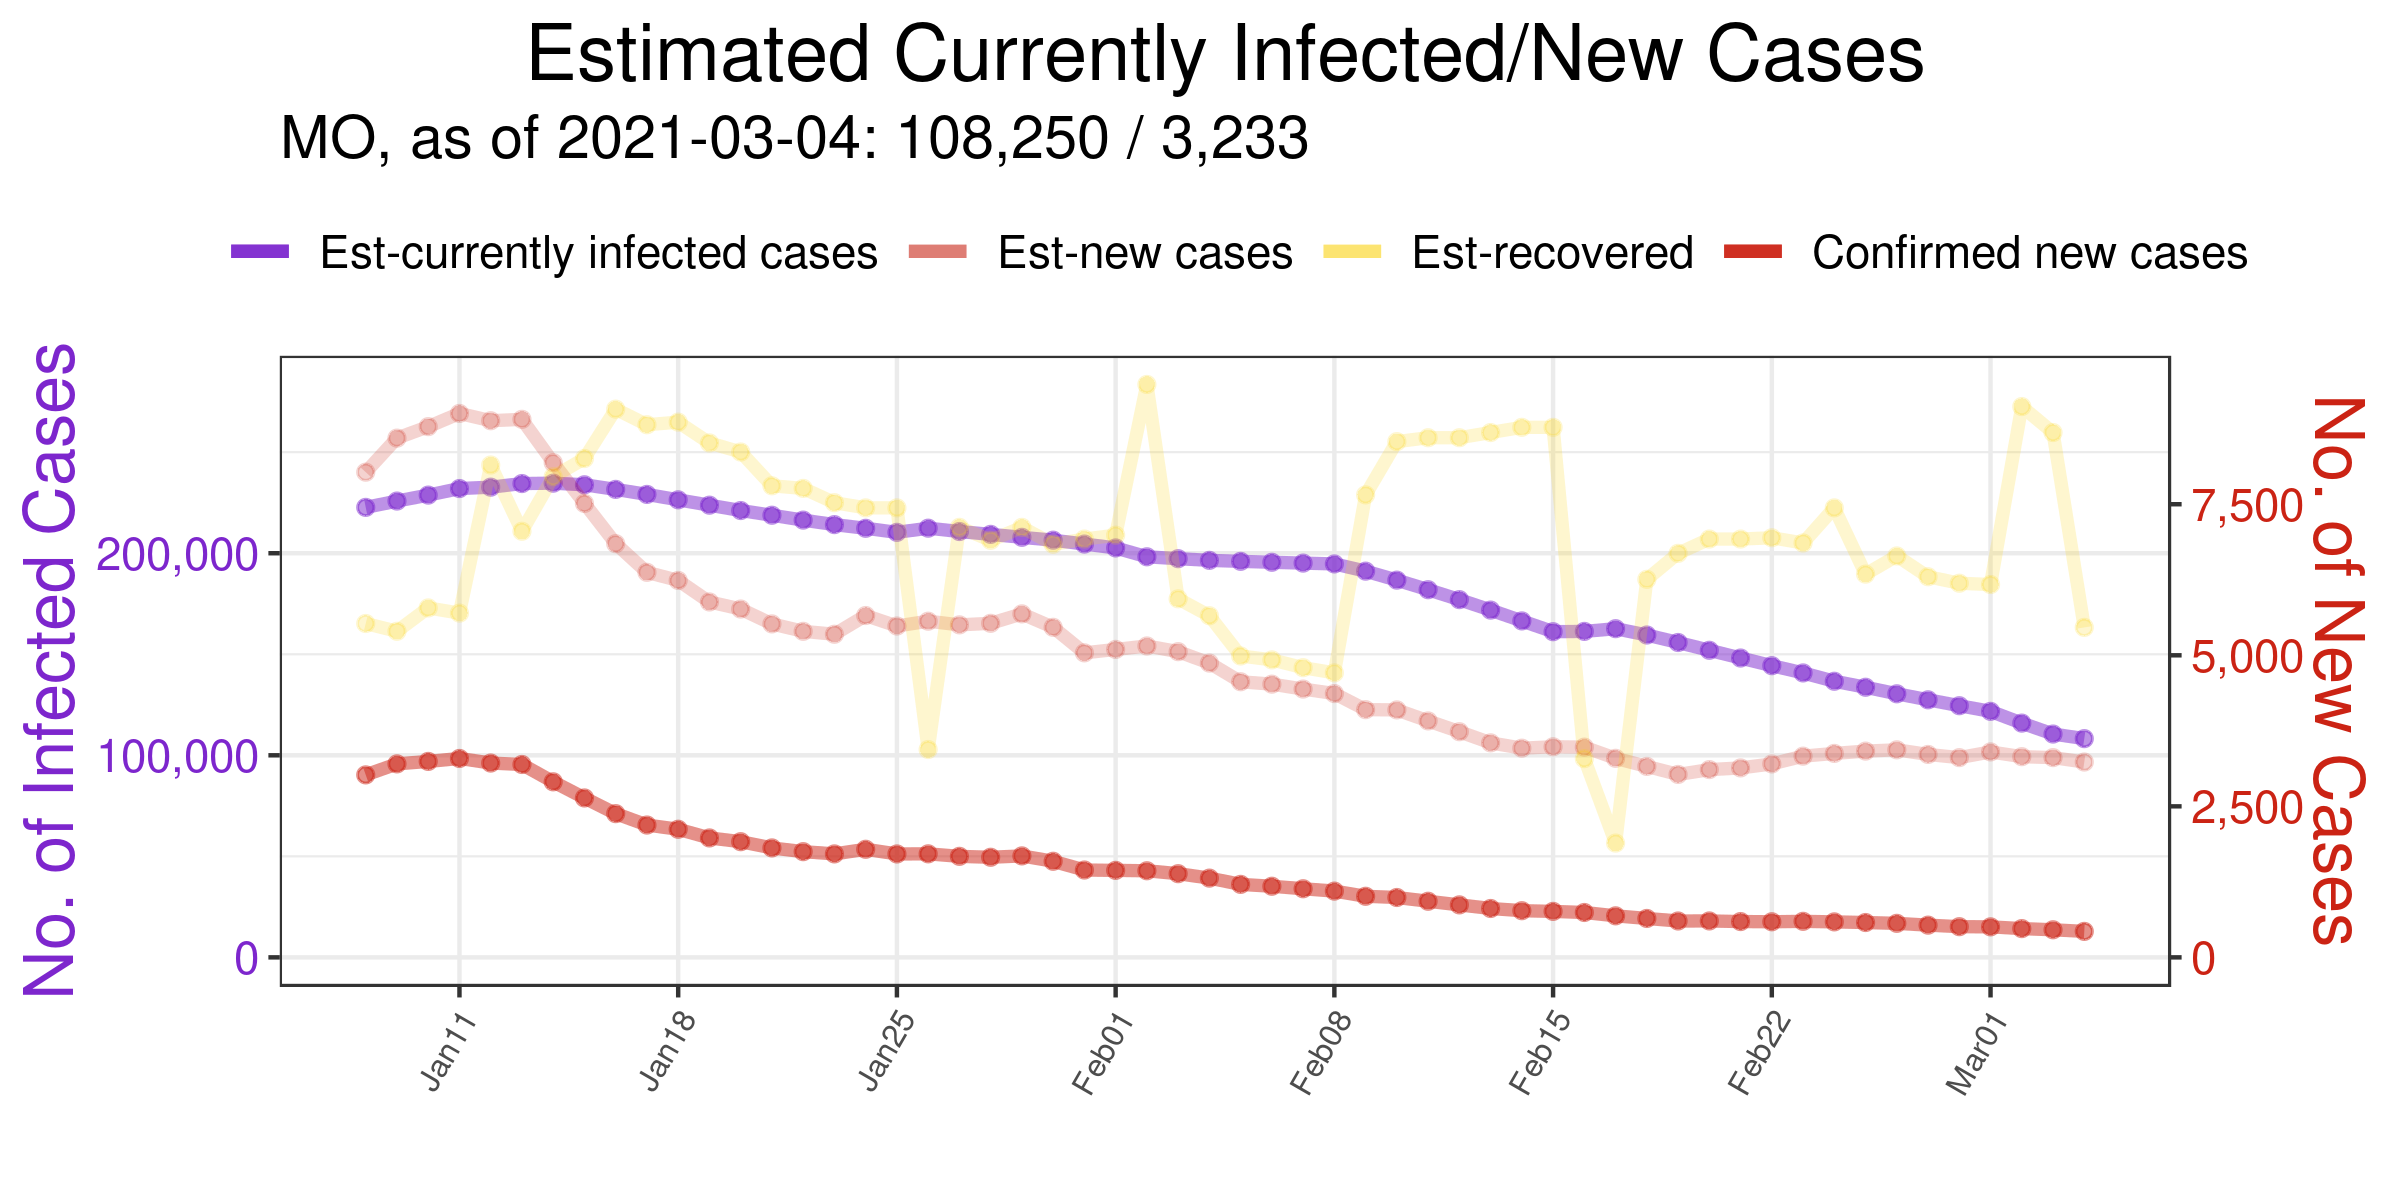 Estimated Currently Infected/New Cases
MO, as of 2021-03-04: 108,250 / 3,233
Est-currently infected cases Est-new cases Est-recovered Confirmed new cases
No. of Infected Cases
200,000
100,000
0
No. of New Cases
7,500
5,000
2,500
0
Jan11 Jan18 Jan25 Feb01 Feb08 Feb15 Feb22 Mar01